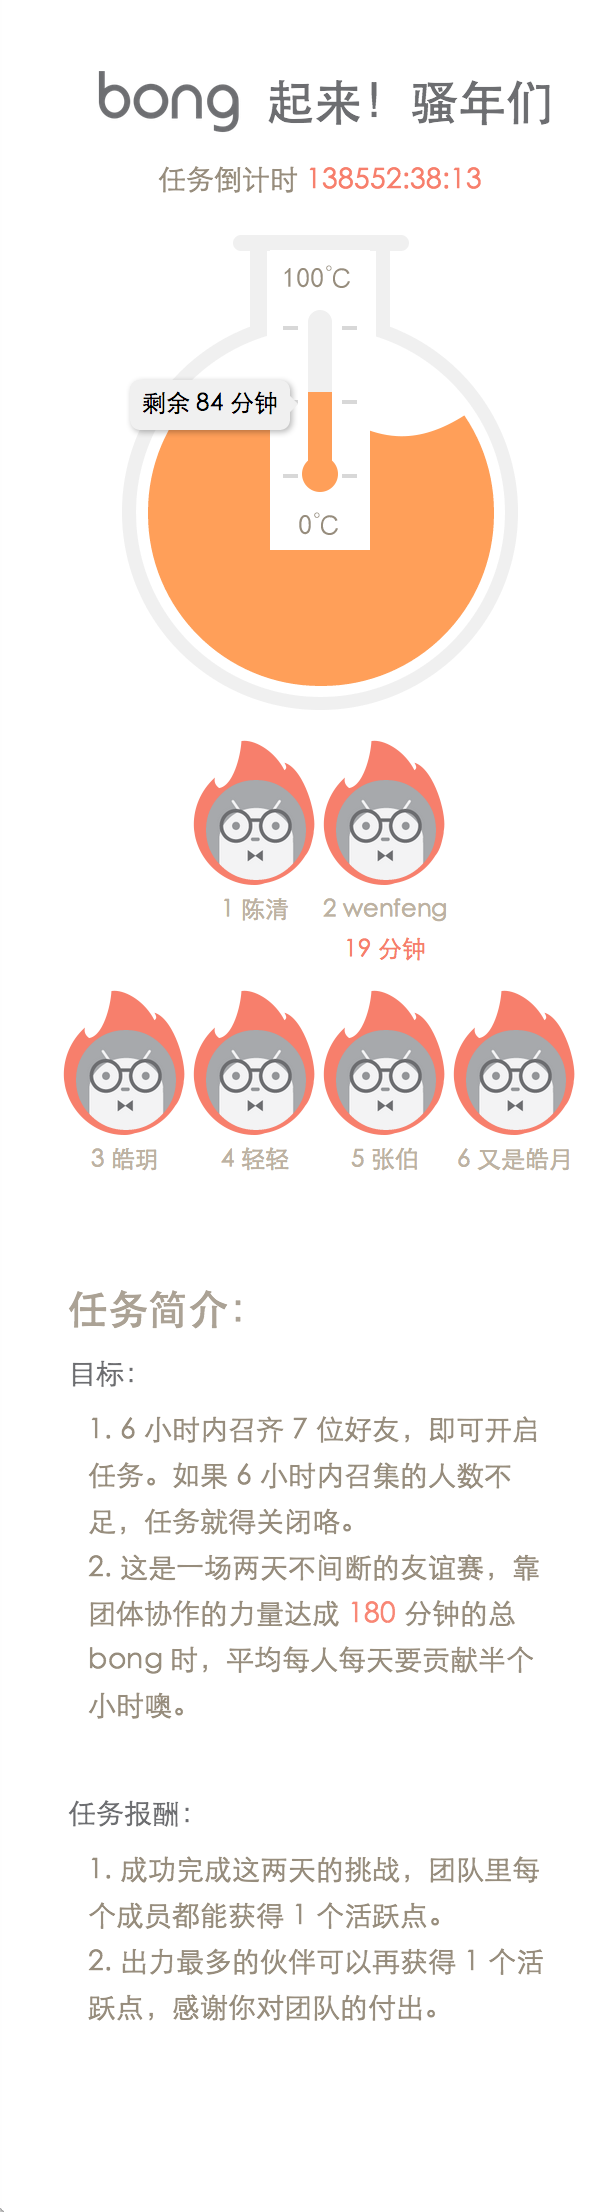 bong 起来！骚年们
任务倒计时 138552:38:13
100°C
剩余 84 分钟
0°C
1 陈清
2 wenfeng
19 分钟
3 皓玥
4 轻轻
5 张伯
6 又是皓月
任务简介：
目标：
1. 6 小时内召齐 7 位好友，即可开启
任务。如果 6 小时内召集的人数不
足，任务就得关闭咯。
2. 这是一场两天不间断的友谊赛，靠
团体协作的力量达成 180 分钟的总
bong 时，平均每人每天要贡献半个
小时噢。
任务报酬：
1. 成功完成这两天的挑战，团队里每
个成员都能获得 1 个活跃点。
2. 出力最多的伙伴可以再获得 1 个活
跃点，感谢你对团队的付出。